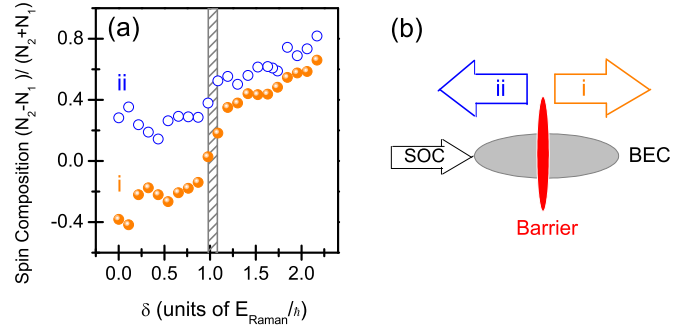 (a)
(b)
Spin Composition (N₂-N₁)/(N₂+N₁)
0.8
0.4
0.0
-0.4
ii
i
0.0 0.5 1.0 1.5 2.0
δ (units of E_Raman/ℏ)
ii
i
SOC
BEC
Barrier